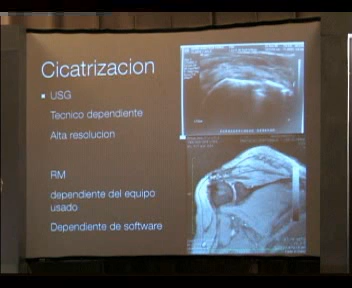 Cicatrizacion
USG
Tecnico dependiente
Alta resolucion
RM
dependiente del equipo
usado
Dependiente de software